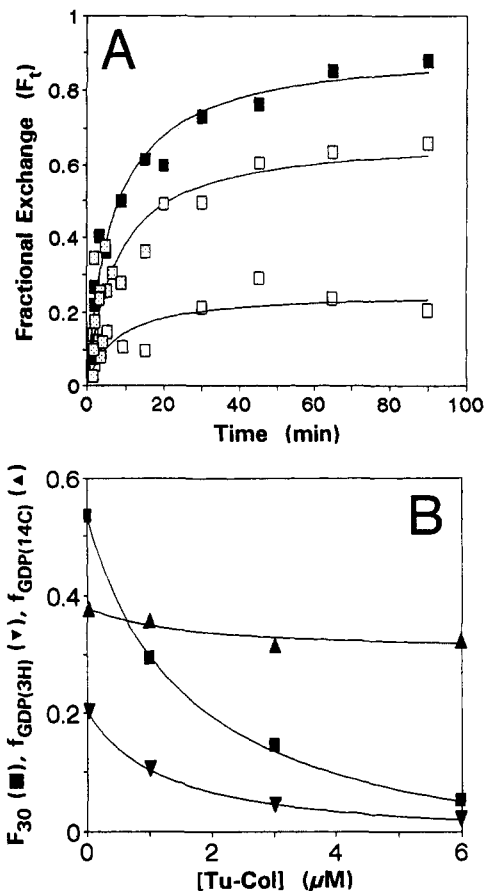 A
Fractional Exchange (Ft)
1
0.8
0.6
0.4
0.2
0
0 20 40 60 80 100
Time (min)
B
F30 (■), fGDP(3H) (▼), fGDP(14C) (▲)
0.6
0.4
0.2
0
0 2 4 6
[Tu-Col] (µM)